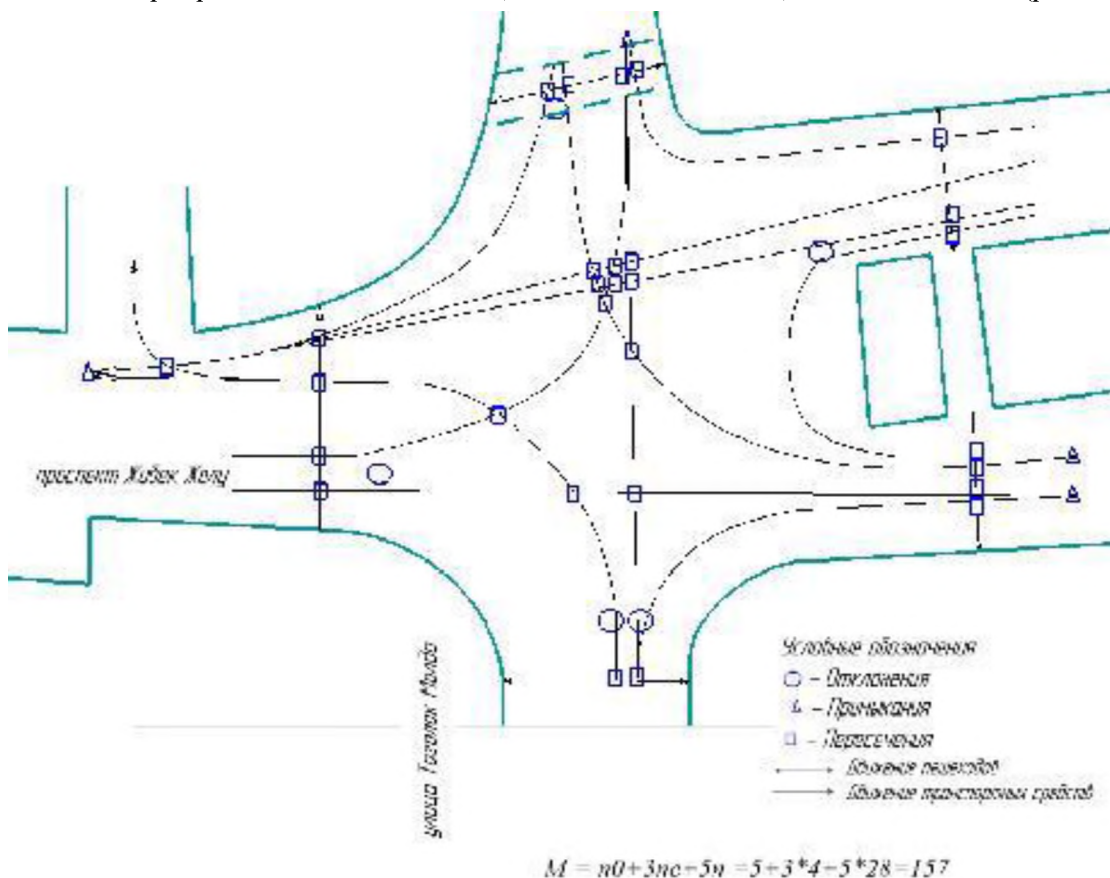 проспект Жибек Жолу
улица Тоголок Молдо
Условные обозначения
– Отклонения
– Примыкания
– Пересечения
Движение пешеходов
Движение транспортных средств
M = n0+3nc+5n =5+3*4+5*28=157